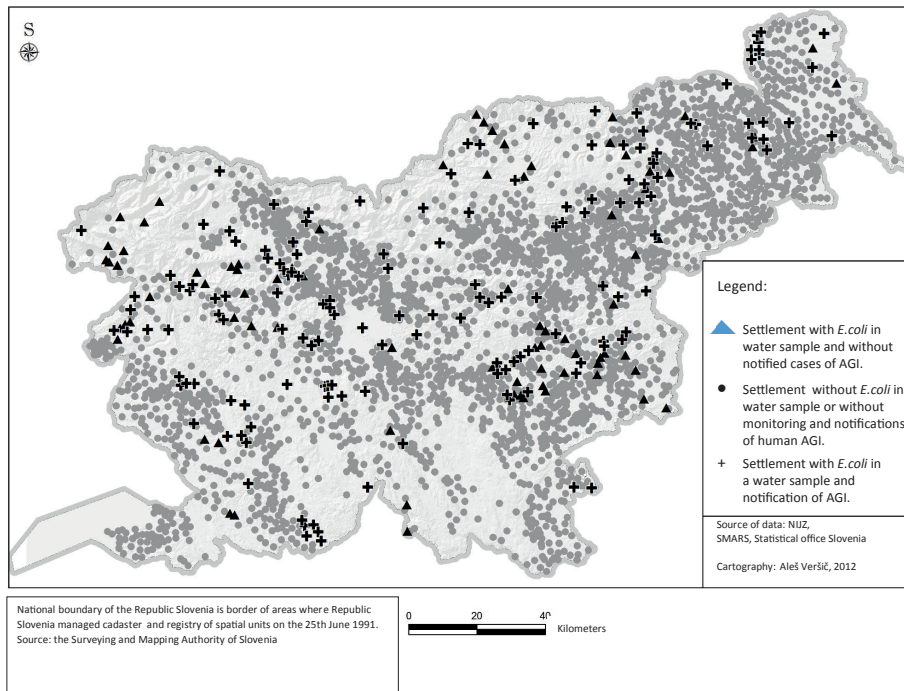 S
Legend:
Settlement with E.coli in
water sample and without
notified cases of AGI.
Settlement without E.coli in
water sample or without
monitoring and notifications
of human AGI.
Settlement with E.coli in
a water sample and
notification of AGI.
Source of data: NIJZ,
SMARS, Statistical office Slovenia
Cartography: Aleš Veršič, 2012
National boundary of the Republic Slovenia is border of areas where Republic
Slovenia managed cadaster and registry of spatial units on the 25th June 1991.
Source: the Surveying and Mapping Authority of Slovenia
0 20 40
Kilometers